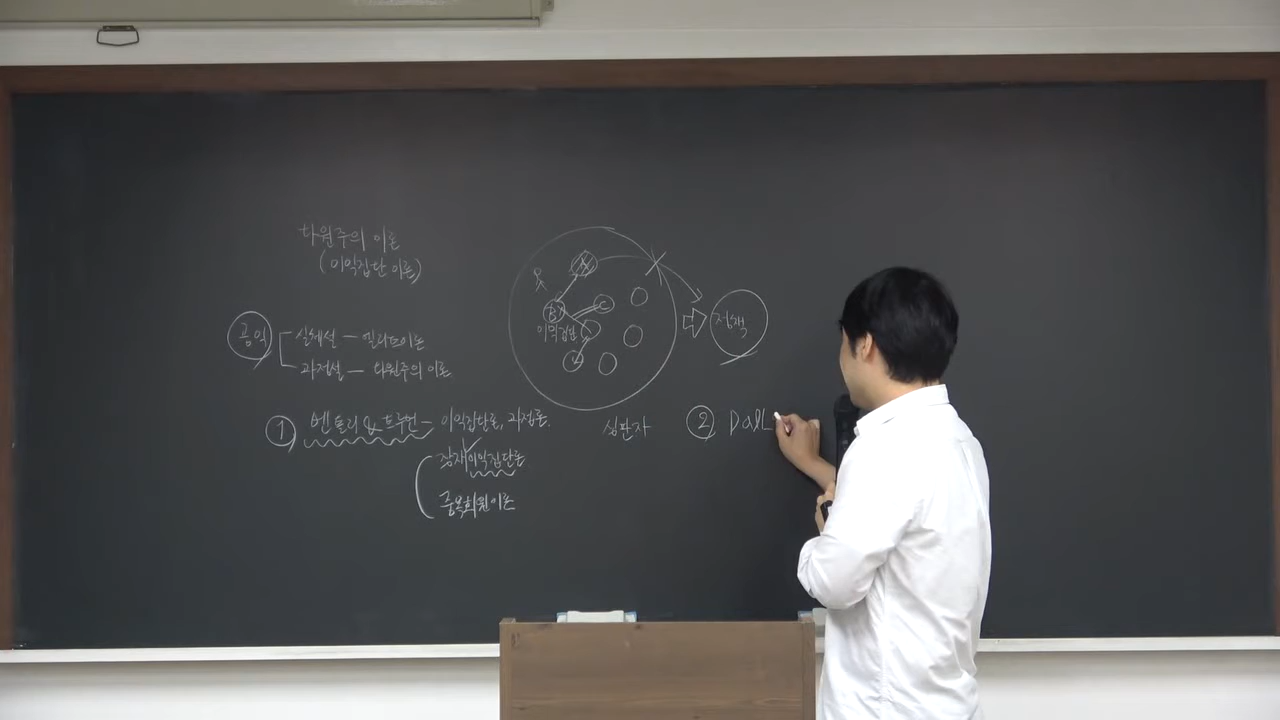 다원주의 이론
(이익집단 이론)
공익
실체설 — 엘리트이론
과정설 — 다원주의 이론
① 벤틀리 & 트루먼 - 이익집단론, 과정론.
잠재이익집단론
중복회원이론
A
B
C
이익집단
정책
심판자
② Dall